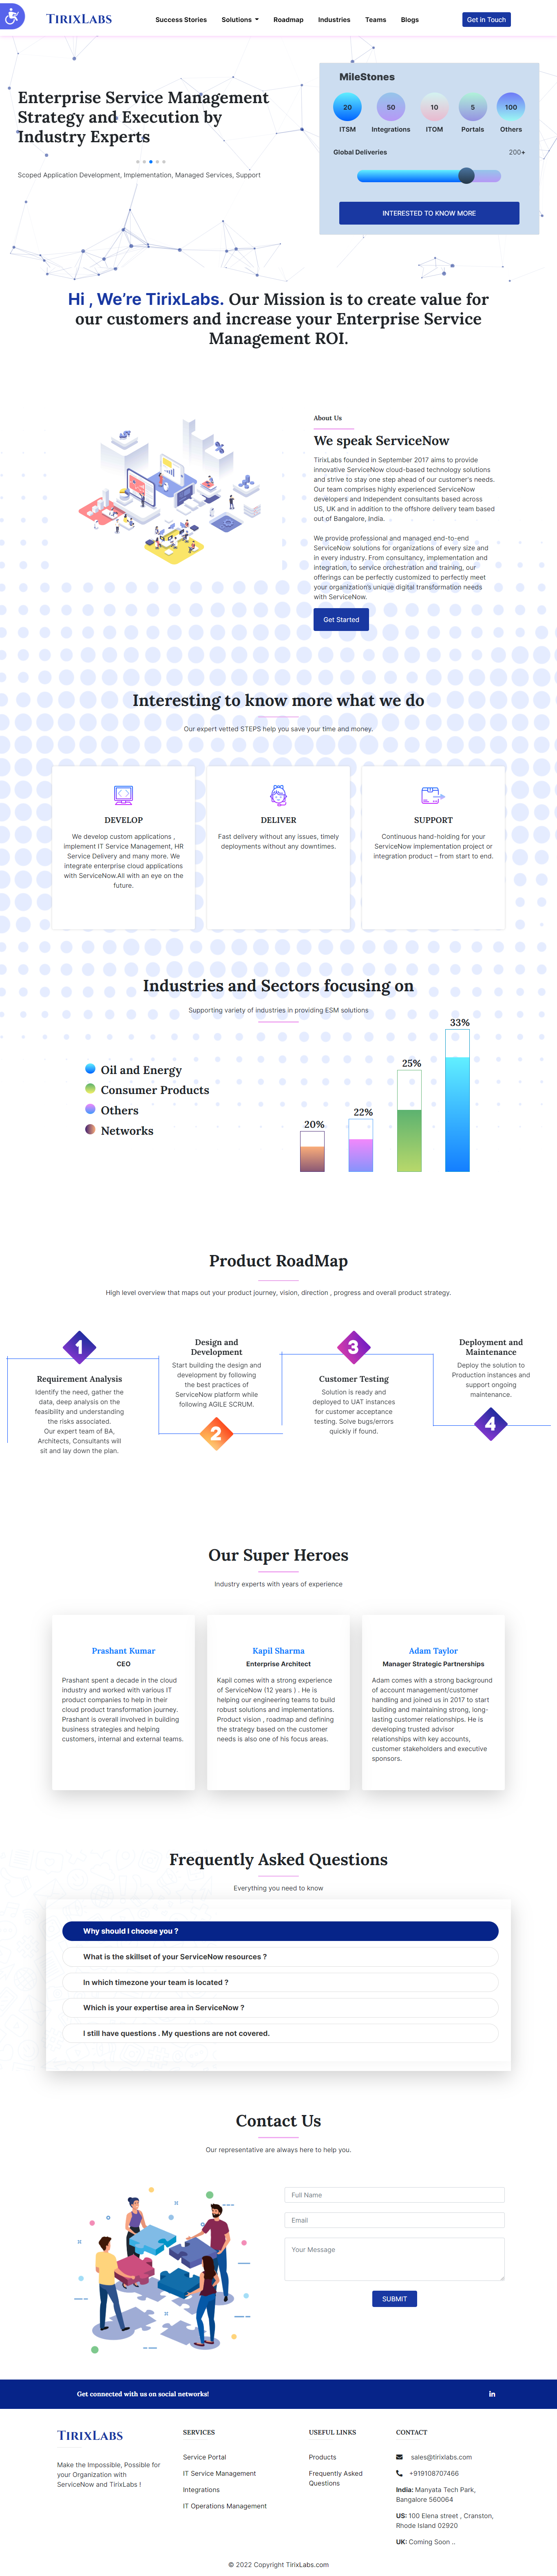 TIRIXLABS
Success Stories
Solutions
Roadmap
Industries
Teams
Blogs
Get in Touch
Enterprise Service Management
Strategy and Execution by
Industry Experts
Scoped Application Development, Implementation, Managed Services, Support
MileStones
20
50
10
5
100
ITSM
Integrations
ITOM
Portals
Others
Global Deliveries
200+
INTERESTED TO KNOW MORE
Hi , We're TirixLabs. Our Mission is to create value for
our customers and increase your Enterprise Service
Management ROI.
About Us
We speak ServiceNow
TirixLabs founded in September 2017 aims to provide
innovative ServiceNow cloud-based technology solutions
and strive to stay one step ahead of our customer's needs.
Our team comprises highly experienced ServiceNow
developers and Independent consultants based across
US, UK and in addition to the offshore delivery team based
out of Bangalore, India.
We provide professional and managed end-to-end
ServiceNow solutions for organizations of every size and
in every industry. From consultancy, implementation and
integration, to service orchestration and training, our
offerings can be perfectly customized to perfectly meet
your organization's unique digital transformation needs
with ServiceNow.
Get Started
Interesting to know more what we do
Our expert vetted STEPS help you save your time and money.
DEVELOP
We develop custom applications ,
implement IT Service Management, HR
Service Delivery and many more. We
integrate enterprise cloud applications
with ServiceNow.All with an eye on the
future.
DELIVER
Fast delivery without any issues, timely
deployments without any downtimes.
SUPPORT
Continuous hand-holding for your
ServiceNow implementation project or
integration product – from start to end.
Industries and Sectors focusing on
Supporting variety of industries in providing ESM solutions
Oil and Energy
Consumer Products
Others
Networks
20%
22%
25%
33%
Product RoadMap
High level overview that maps out your product journey, vision, direction , progress and overall product strategy.
1
Requirement Analysis
Identify the need, gather the
data, deep analysis on the
feasibility and understanding
the risks associated.
Our expert team of BA,
Architects, Consultants will
sit and lay down the plan.
Design and
Development
Start building the design and
development by following
the best practices of
ServiceNow platform while
following AGILE SCRUM.
2
3
Customer Testing
Solution is ready and
deployed to UAT instances
for customer acceptance
testing. Solve bugs/errors
quickly if found.
Deployment and
Maintenance
Deploy the solution to
Production instances and
support ongoing
maintenance.
4
Our Super Heroes
Industry experts with years of experience
Prashant Kumar
CEO
Prashant spent a decade in the cloud
industry and worked with various IT
product companies to help in their
cloud product transformation journey.
Prashant is overall involved in building
business strategies and helping
customers, internal and external teams.
Kapil Sharma
Enterprise Architect
Kapil comes with a strong experience
of ServiceNow (12 years ) . He is
helping our engineering teams to build
robust solutions and implementations.
Product vision , roadmap and defining
the strategy based on the customer
needs is also one of his focus areas.
Adam Taylor
Manager Strategic Partnerships
Adam comes with a strong background
of account management/customer
handling and joined us in 2017 to start
building and maintaining strong, long-
lasting customer relationships. He is
developing trusted advisor
relationships with key accounts,
customer stakeholders and executive
sponsors.
Frequently Asked Questions
Everything you need to know
Why should I choose you ?
What is the skillset of your ServiceNow resources ?
In which timezone your team is located ?
Which is your expertise area in ServiceNow ?
I still have questions . My questions are not covered.
Contact Us
Our representative are always here to help you.
Full Name
Email
Your Message
SUBMIT
Get connected with us on social networks!
in
TIRIXLABS
Make the Impossible, Possible for
your Organization with
ServiceNow and TirixLabs !
SERVICES
Service Portal
IT Service Management
Integrations
IT Operations Management
USEFUL LINKS
Products
Frequently Asked
Questions
CONTACT
sales@tirixlabs.com
+919108707466
India: Manyata Tech Park,
Bangalore 560064
US: 100 Elena street , Cranston,
Rhode Island 02920
UK: Coming Soon ..
© 2022 Copyright TirixLabs.com